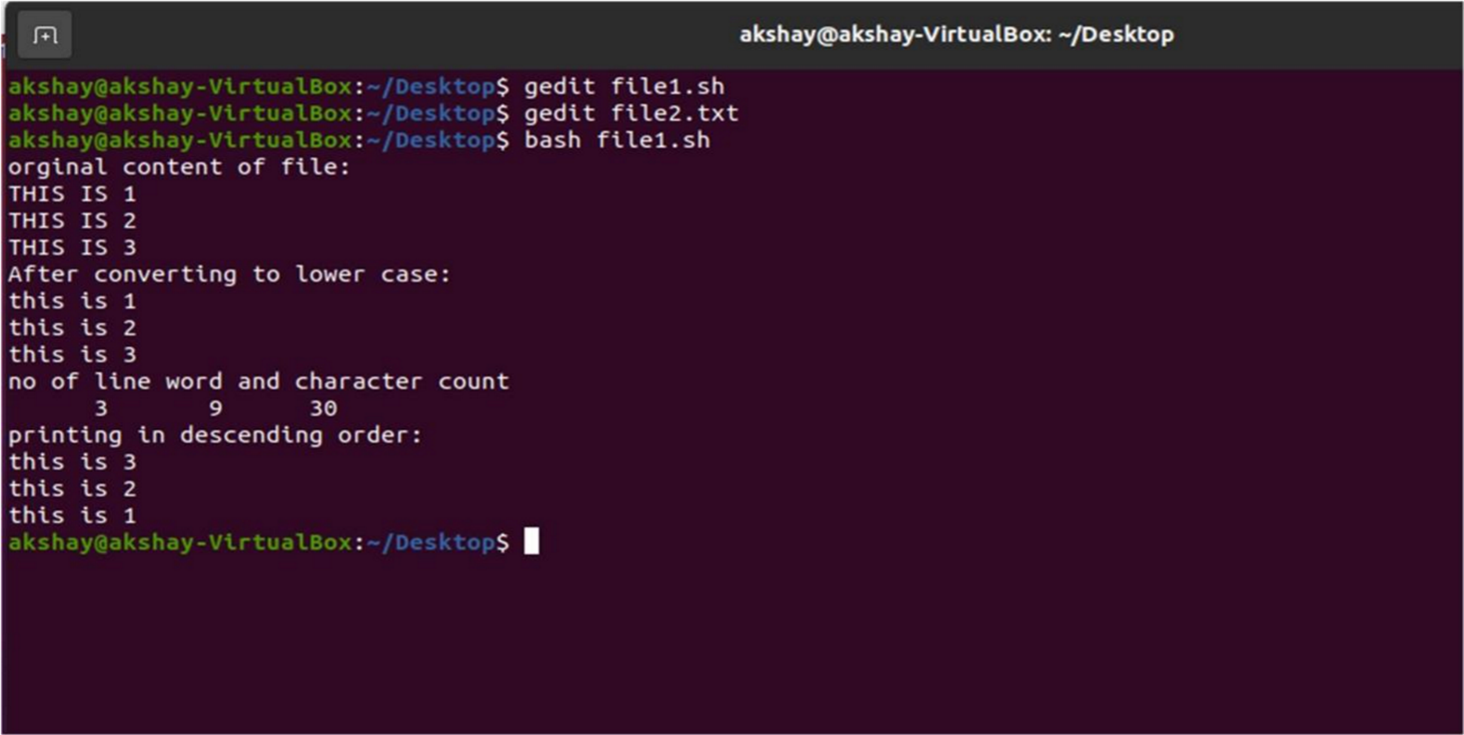 akshay@akshay-VirtualBox: ~/Desktop
akshay@akshay-VirtualBox:~/Desktop$ gedit file1.sh
akshay@akshay-VirtualBox:~/Desktop$ gedit file2.txt
akshay@akshay-VirtualBox:~/Desktop$ bash file1.sh
orginal content of file:
THIS IS 1
THIS IS 2
THIS IS 3
After converting to lower case:
this is 1
this is 2
this is 3
no of line word and character count
      3       9      30
printing in descending order:
this is 3
this is 2
this is 1
akshay@akshay-VirtualBox:~/Desktop$